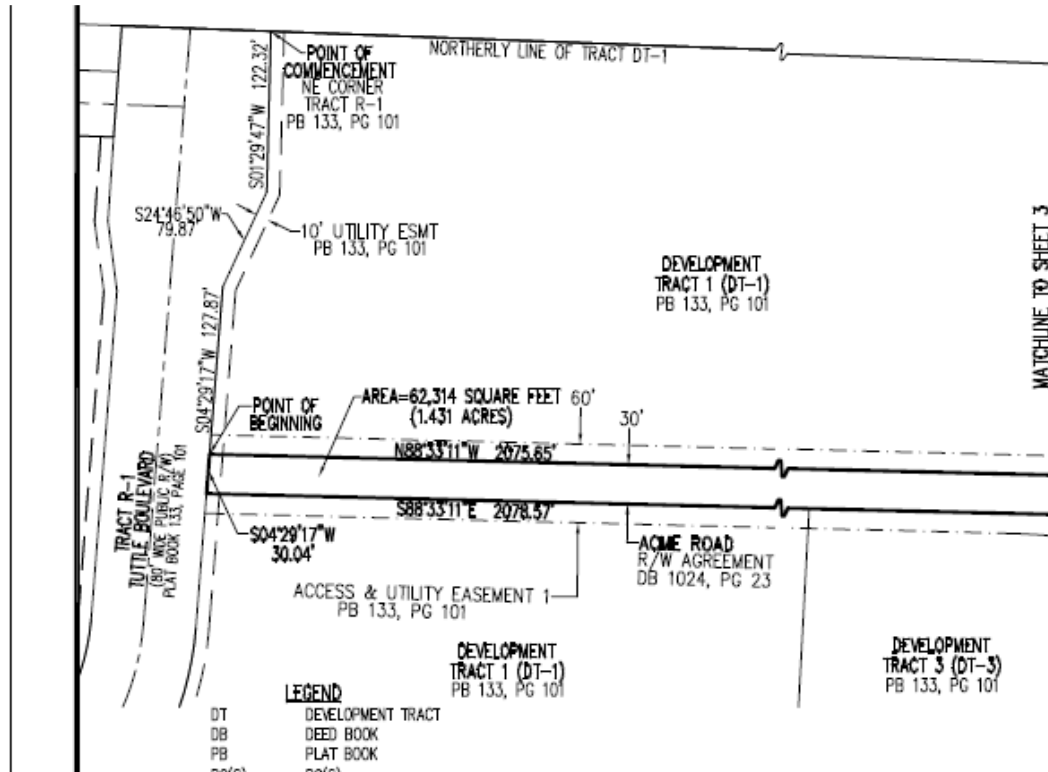 NORTHERLY LINE OF TRACT DT-1
POINT OF
COMMENCEMENT
NE CORNER
TRACT R-1
PB 133, PG 101
S01°29'47"W 122.32'
S24°46'50"W
79.87'
10' UTILITY ESMT
PB 133, PG 101
DEVELOPMENT
TRACT 1 (DT-1)
PB 133, PG 101
MATCHLINE TO SHEET 3
S04°29'17"W 127.87'
POINT OF
BEGINNING
AREA=62,314 SQUARE FEET
(1.431 ACRES)
60'
30'
N88°33'11"W 2075.65'
S88°33'11"E 2078.57'
TRACT R-1
TUTTLE BOULEVARD
(80' WIDE PUBLIC R/W)
PLAT BOOK 133, PAGE 101
S04°29'17"W
30.04'
ACME ROAD
R/W AGREEMENT
DB 1024, PG 23
ACCESS & UTILITY EASEMENT 1
PB 133, PG 101
DEVELOPMENT
TRACT 1 (DT-1)
PB 133, PG 101
DEVELOPMENT
TRACT 3 (DT-3)
PB 133, PG 101
LEGEND
DT DEVELOPMENT TRACT
DB DEED BOOK
PB PLAT BOOK